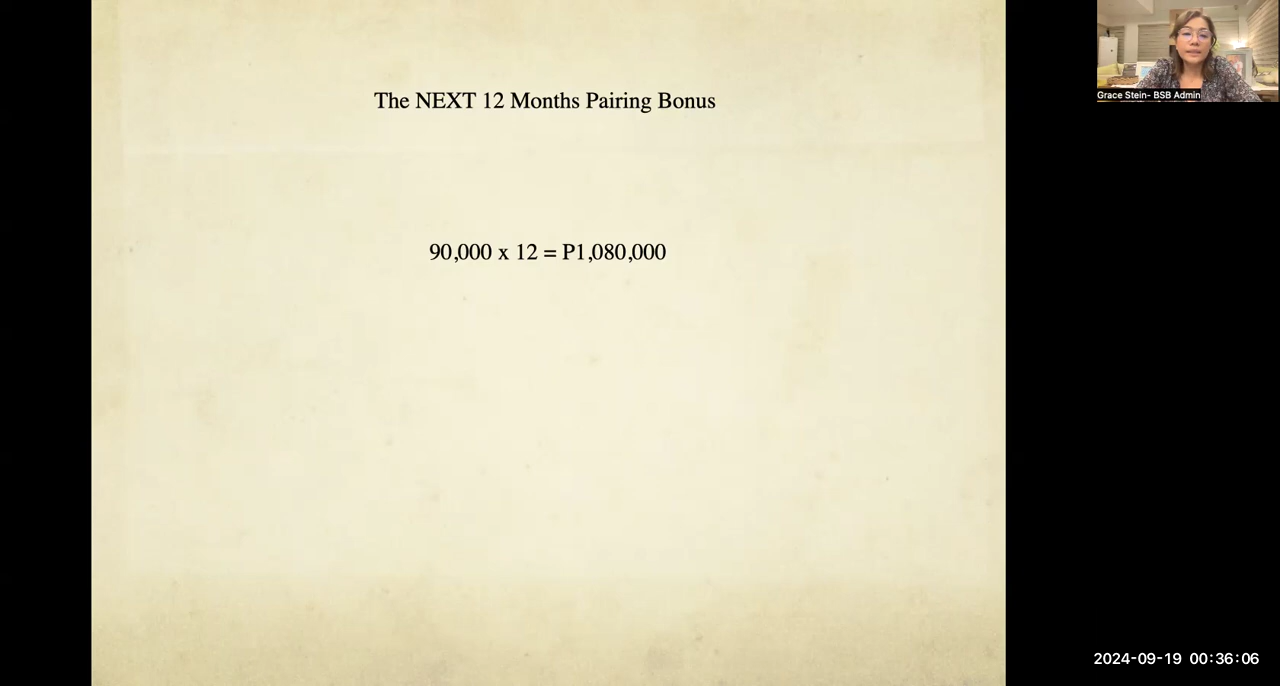 The NEXT 12 Months Pairing Bonus
90,000 x 12 = P1,080,000
Grace Stein- BSB Admin
2024-09-19 00:36:06